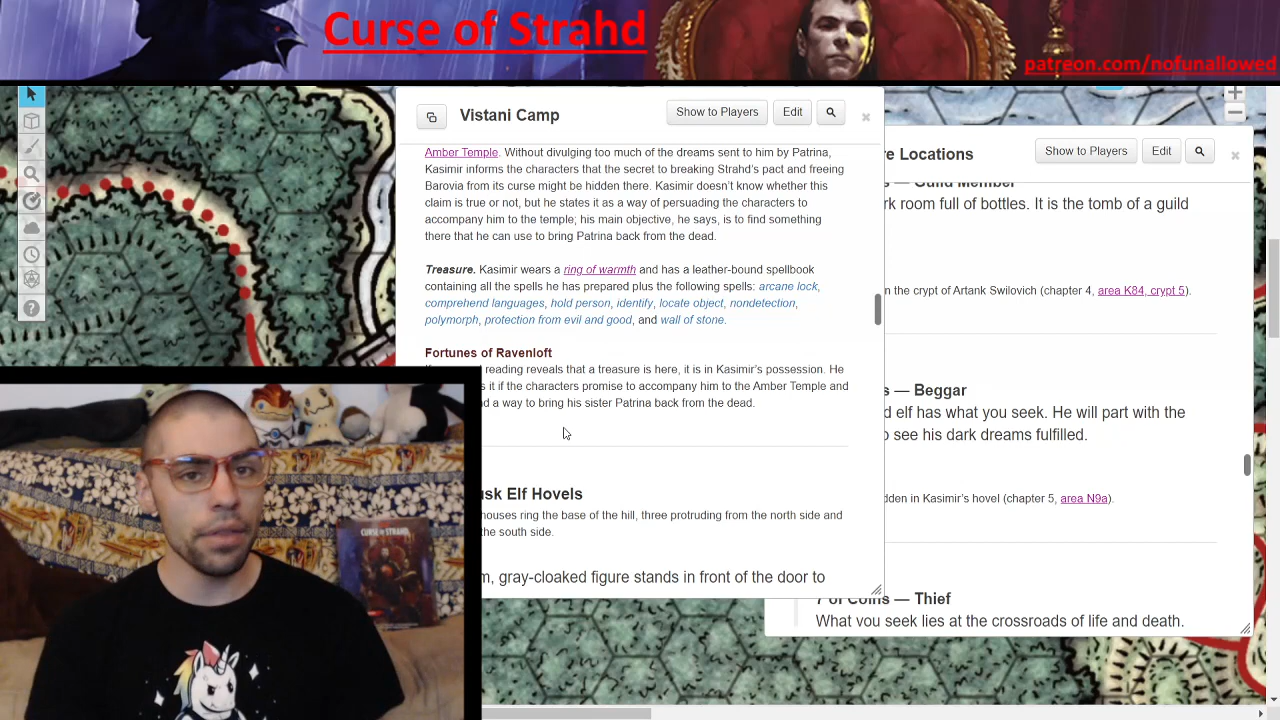 Curse of Strahd
patreon.com/nofunallowed
Vistani Camp
Show to Players
Edit
Amber Temple. Without divulging too much of the dreams sent to him by Patrina,
Kasimir informs the characters that the secret to breaking Strahd's pact and freeing
Barovia from its curse might be hidden there. Kasimir doesn't know whether this
claim is true or not, but he states it as a way of persuading the characters to
accompany him to the temple; his main objective, he says, is to find something
there that he can use to bring Patrina back from the dead.
Treasure. Kasimir wears a ring of warmth and has a leather-bound spellbook
containing all the spells he has prepared plus the following spells: arcane lock,
comprehend languages, hold person, identify, locate object, nondetection,
polymorph, protection from evil and good, and wall of stone.
Fortunes of Ravenloft
reading reveals that a treasure is here, it is in Kasimir's possession. He
it if the characters promise to accompany him to the Amber Temple and
a way to bring his sister Patrina back from the dead.
usk Elf Hovels
houses ring the base of the hill, three protruding from the north side and
the south side.
m, gray-cloaked figure stands in front of the door to
re Locations
Show to Players
Edit
s — Guild Member
rk room full of bottles. It is the tomb of a guild
n the crypt of Artank Swilovich (chapter 4, area K84, crypt 5).
s — Beggar
d elf has what you seek. He will part with the
o see his dark dreams fulfilled.
dden in Kasimir's hovel (chapter 5, area N9a).
7 of Coins — Thief
What you seek lies at the crossroads of life and death.
CURSE OF STRAHD